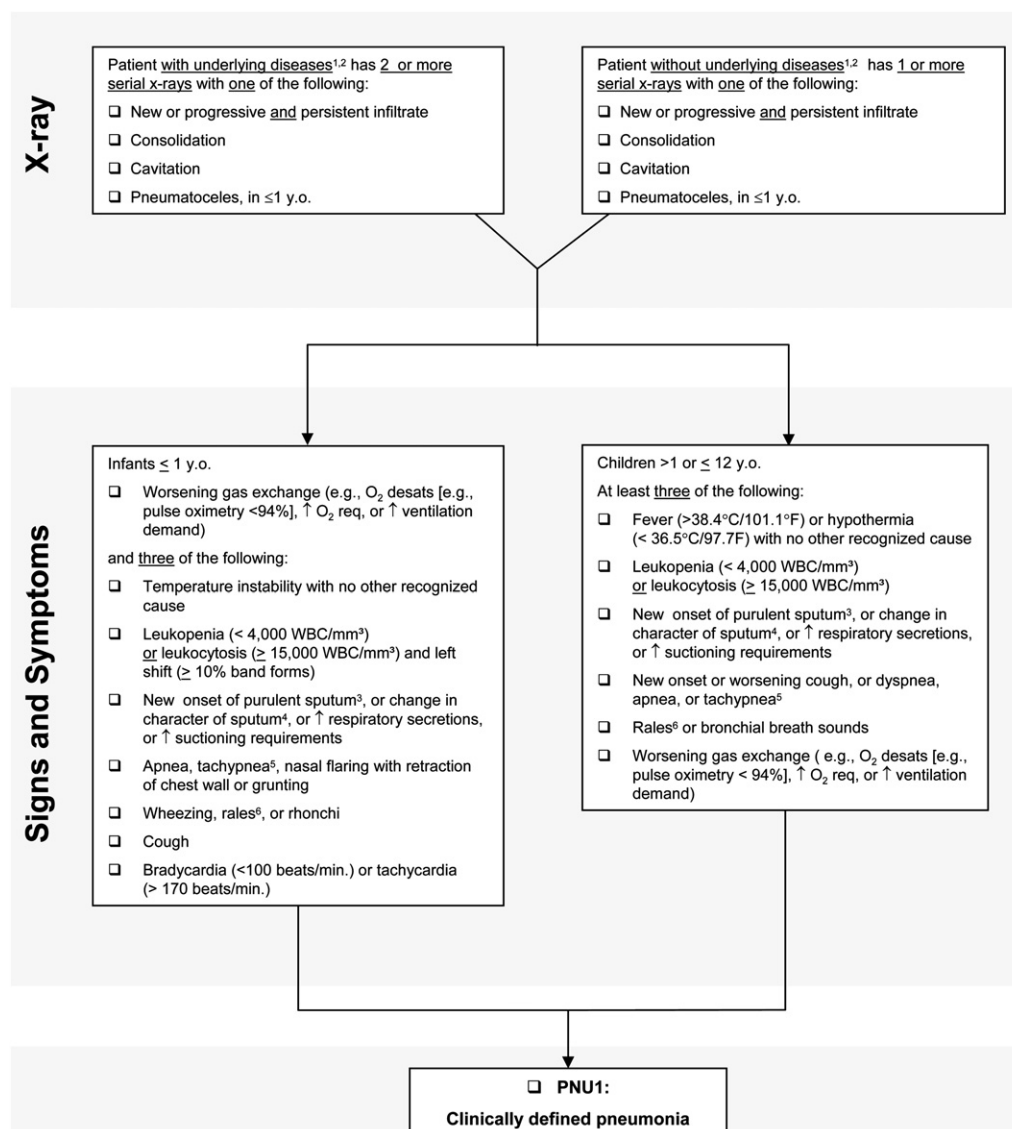 X-ray
Patient with underlying diseases1,2 has 2 or more
serial x-rays with one of the following:
❑ New or progressive and persistent infiltrate
❑ Consolidation
❑ Cavitation
❑ Pneumatoceles, in ≤1 y.o.
Patient without underlying diseases1,2 has 1 or more
serial x-rays with one of the following:
❑ New or progressive and persistent infiltrate
❑ Consolidation
❑ Cavitation
❑ Pneumatoceles, in ≤1 y.o.
Signs and Symptoms
Infants ≤ 1 y.o.
❑ Worsening gas exchange (e.g., O2 desats [e.g.,
pulse oximetry <94%], ↑ O2 req, or ↑ ventilation
demand)
and three of the following:
❑ Temperature instability with no other recognized
cause
❑ Leukopenia (< 4,000 WBC/mm³)
or leukocytosis (≥ 15,000 WBC/mm³) and left
shift (≥ 10% band forms)
❑ New onset of purulent sputum3, or change in
character of sputum4, or ↑ respiratory secretions,
or ↑ suctioning requirements
❑ Apnea, tachypnea5, nasal flaring with retraction
of chest wall or grunting
❑ Wheezing, rales6, or rhonchi
❑ Cough
❑ Bradycardia (<100 beats/min.) or tachycardia
(> 170 beats/min.)
Children >1 or ≤ 12 y.o.
At least three of the following:
❑ Fever (>38.4°C/101.1°F) or hypothermia
(< 36.5°C/97.7F) with no other recognized cause
❑ Leukopenia (< 4,000 WBC/mm³)
or leukocytosis (≥ 15,000 WBC/mm³)
❑ New onset of purulent sputum3, or change in
character of sputum4, or ↑ respiratory secretions,
or ↑ suctioning requirements
❑ New onset or worsening cough, or dyspnea,
apnea, or tachypnea5
❑ Rales6 or bronchial breath sounds
❑ Worsening gas exchange ( e.g., O2 desats [e.g.,
pulse oximetry < 94%], ↑ O2 req, or ↑ ventilation
demand)
❑ PNU1:
Clinically defined pneumonia